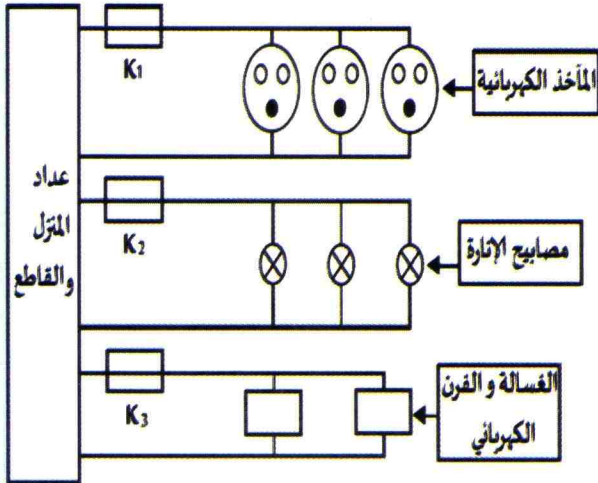 K1
المآخذ الكهربائية
عداد
المنزل
والقاطع
K2
مصابيح الإنارة
K3
الغسالة و الفرن
الكهربائي